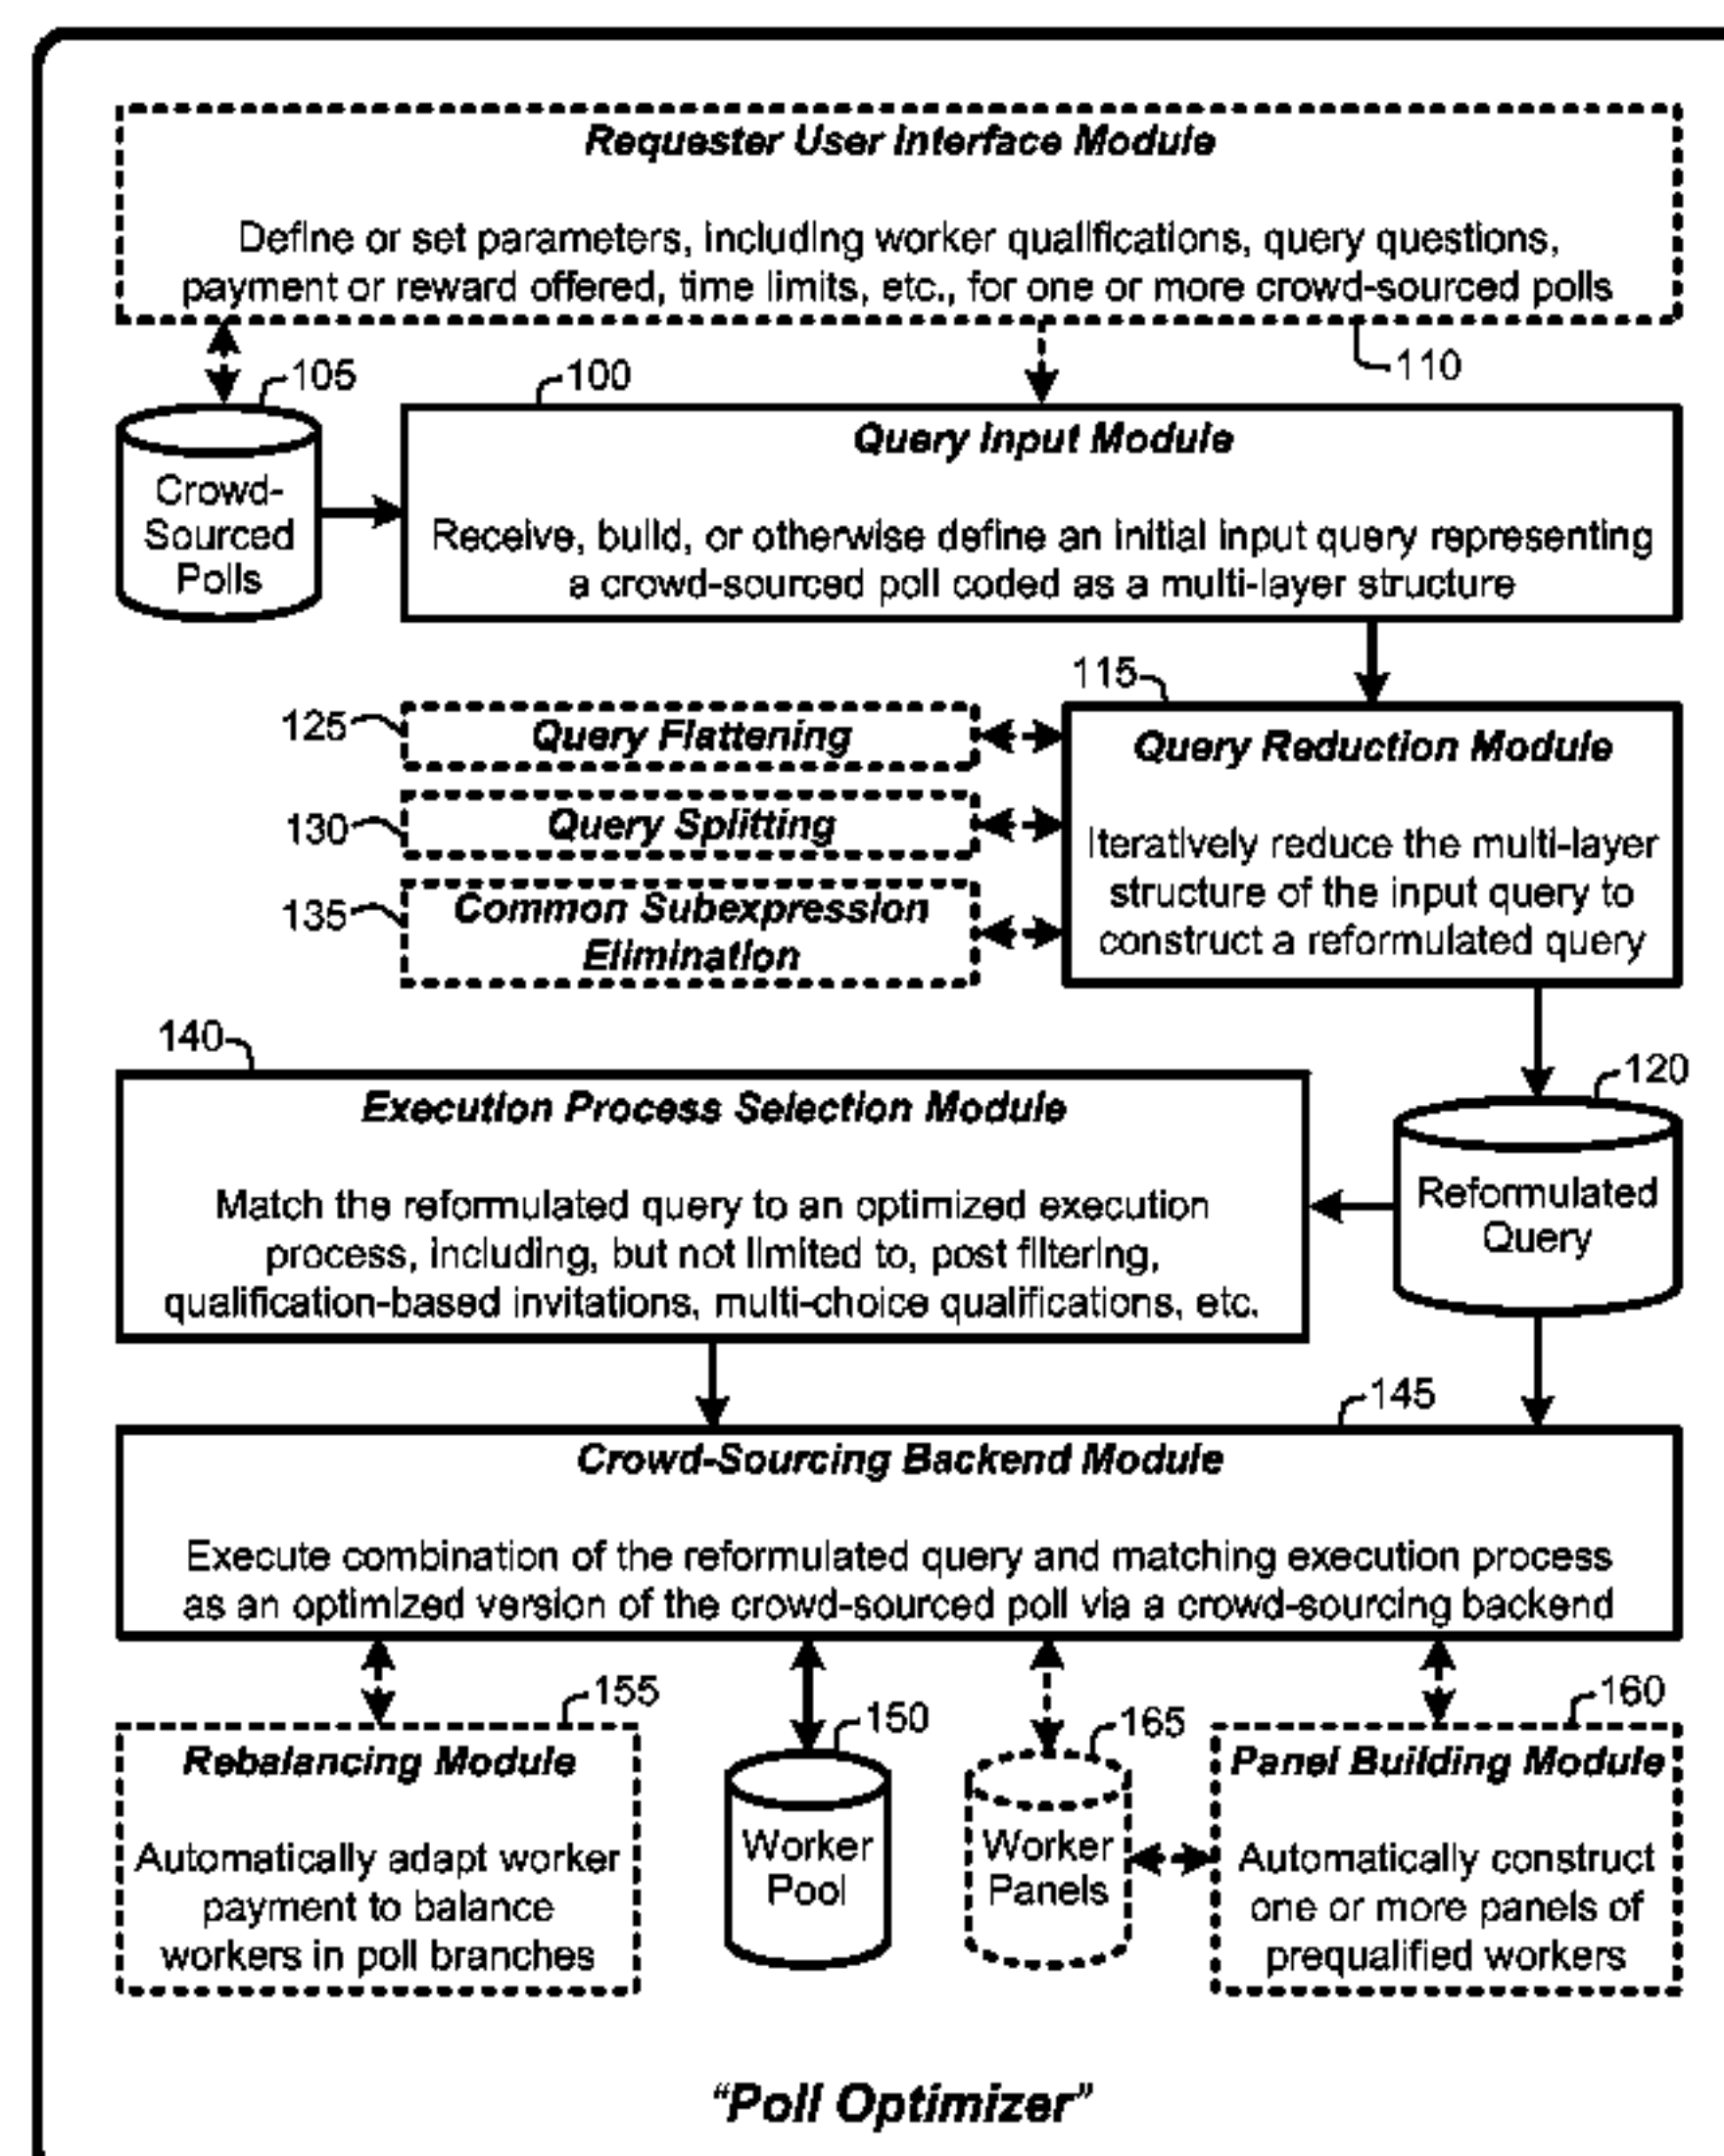 Requester User Interface Module
Define or set parameters, including worker qualifications, query questions,
payment or reward offered, time limits, etc., for one or more crowd-sourced polls
105
100
110
Crowd-
Sourced
Polls
Query Input Module
Receive, build, or otherwise define an initial input query representing
a crowd-sourced poll coded as a multi-layer structure
115
125
Query Flattening
130
Query Splitting
135
Common Subexpression
Elimination
Query Reduction Module
Iteratively reduce the multi-layer
structure of the input query to
construct a reformulated query
140
120
Execution Process Selection Module
Match the reformulated query to an optimized execution
process, including, but not limited to, post filtering,
qualification-based invitations, multi-choice qualifications, etc.
Reformulated
Query
145
Crowd-Sourcing Backend Module
Execute combination of the reformulated query and matching execution process
as an optimized version of the crowd-sourced poll via a crowd-sourcing backend
155
150
165
160
Rebalancing Module
Automatically adapt worker
payment to balance
workers in poll branches
Worker
Pool
Worker
Panels
Panel Building Module
Automatically construct
one or more panels of
prequalified workers
“Poll Optimizer”